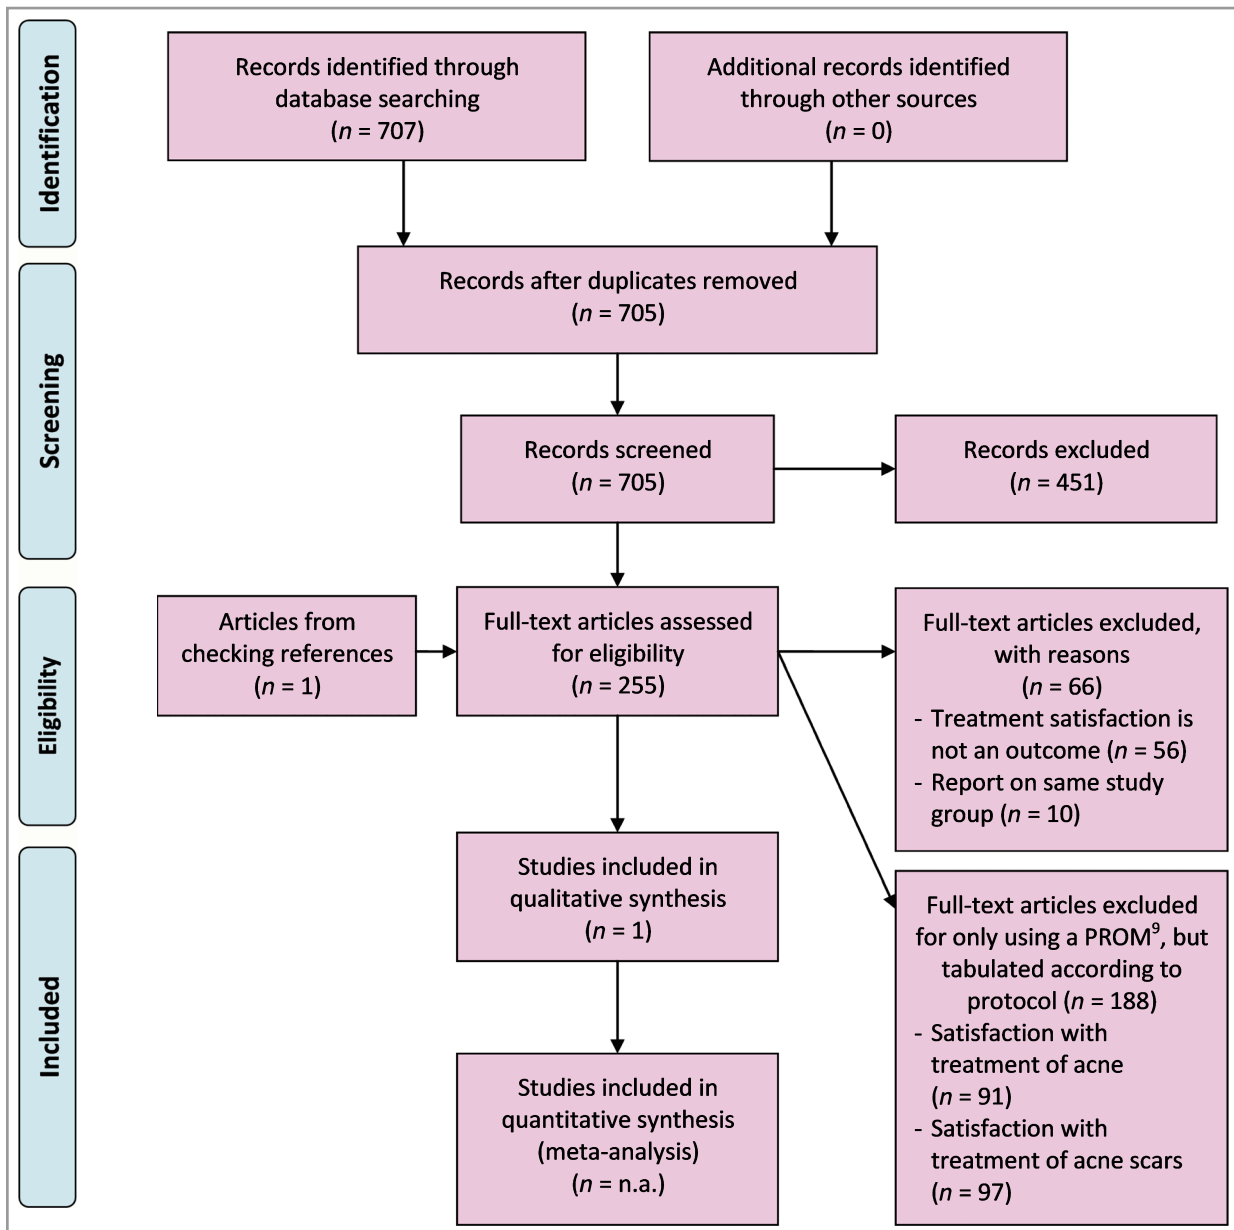 Identification
Records identified through
database searching
(n = 707)
Additional records identified
through other sources
(n = 0)
Screening
Records after duplicates removed
(n = 705)
Records screened
(n = 705)
Records excluded
(n = 451)
Eligibility
Articles from
checking references
(n = 1)
Full-text articles assessed
for eligibility
(n = 255)
Full-text articles excluded,
with reasons
(n = 66)
- Treatment satisfaction is
not an outcome (n = 56)
- Report on same study
group (n = 10)
Included
Studies included in
qualitative synthesis
(n = 1)
Full-text articles excluded
for only using a PROM⁹, but
tabulated according to
protocol (n = 188)
- Satisfaction with
treatment of acne
(n = 91)
- Satisfaction with
treatment of acne scars
(n = 97)
Studies included in
quantitative synthesis
(meta-analysis)
(n = n.a.)